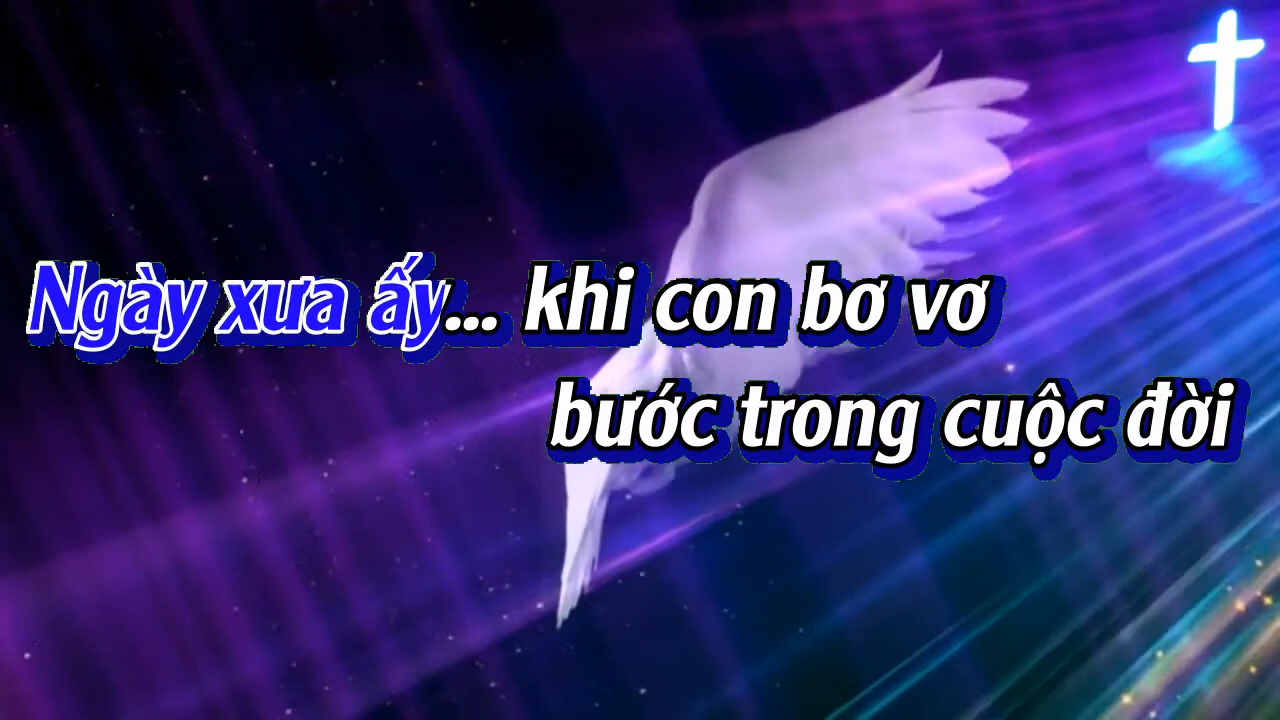 Ngày xưa ấy... khi con bơ vơ
bước trong cuộc đời